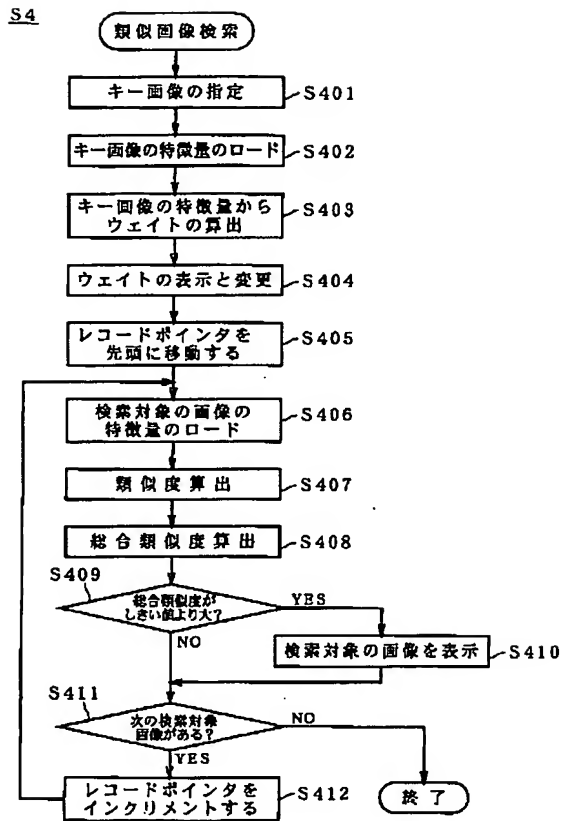 S4
類似画像検索
キー画像の指定
S401
キー画像の特徴量のロード
S402
キー画像の特徴量から
ウェイトの算出
S403
ウェイトの表示と変更
S404
レコードポインタを
先頭に移動する
S405
検索対象の画像の
特徴量のロード
S406
類似度算出
S407
総合類似度算出
S408
S409
総合類似度が
しきい値より大?
YES
NO
検索対象の画像を表示
S410
S411
次の検索対象
画像がある?
NO
YES
レコードポインタを
インクリメントする
S412
終了